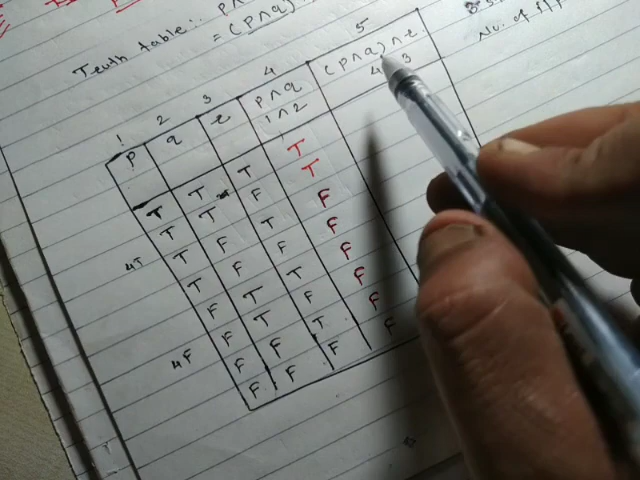 Truth table:. p∧
= (p∧q)
No. of
1 2 3 4 5
p q r p∧q (p∧q)∧r
1∧2 4 3
T T T T
T T F T
T F T F
4T T F F F
F T T F
F T F F
4F F F T F
F F F F